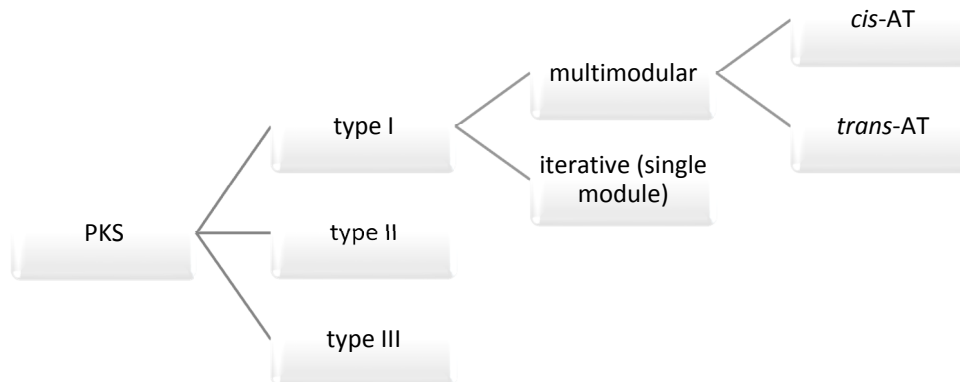 cis-AT
multimodular
trans-AT
type I
iterative (single
module)
PKS
type II
type III